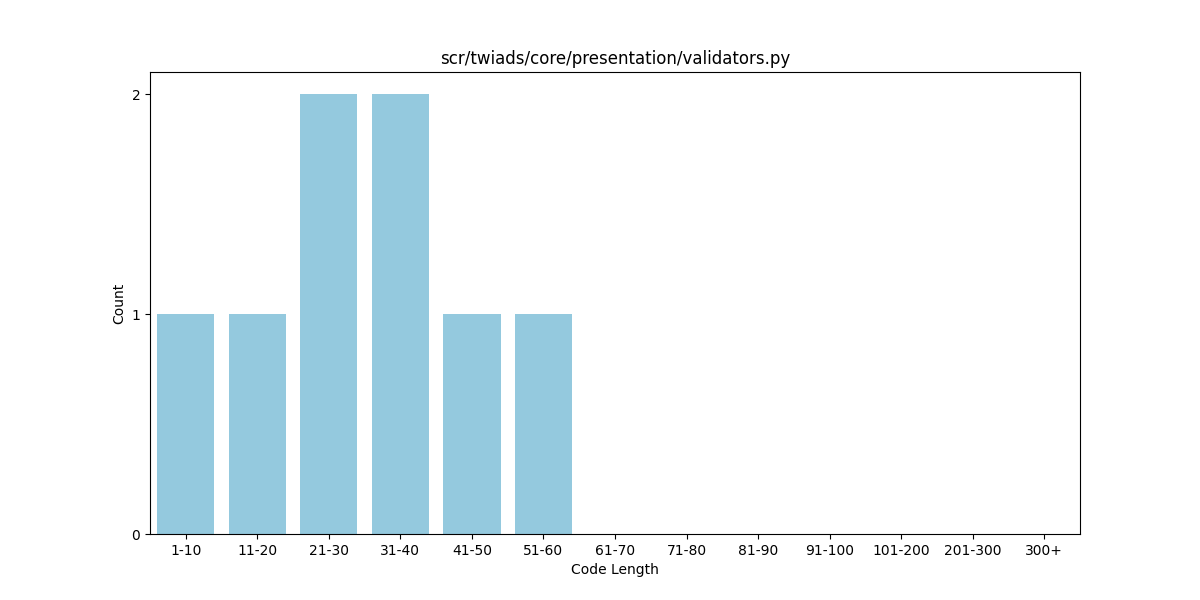 scr/twiads/core/presentation/validators.py
Count
2
1
0
1-10 11-20 21-30 31-40 41-50 51-60 61-70 71-80 81-90 91-100 101-200 201-300 300+
Code Length